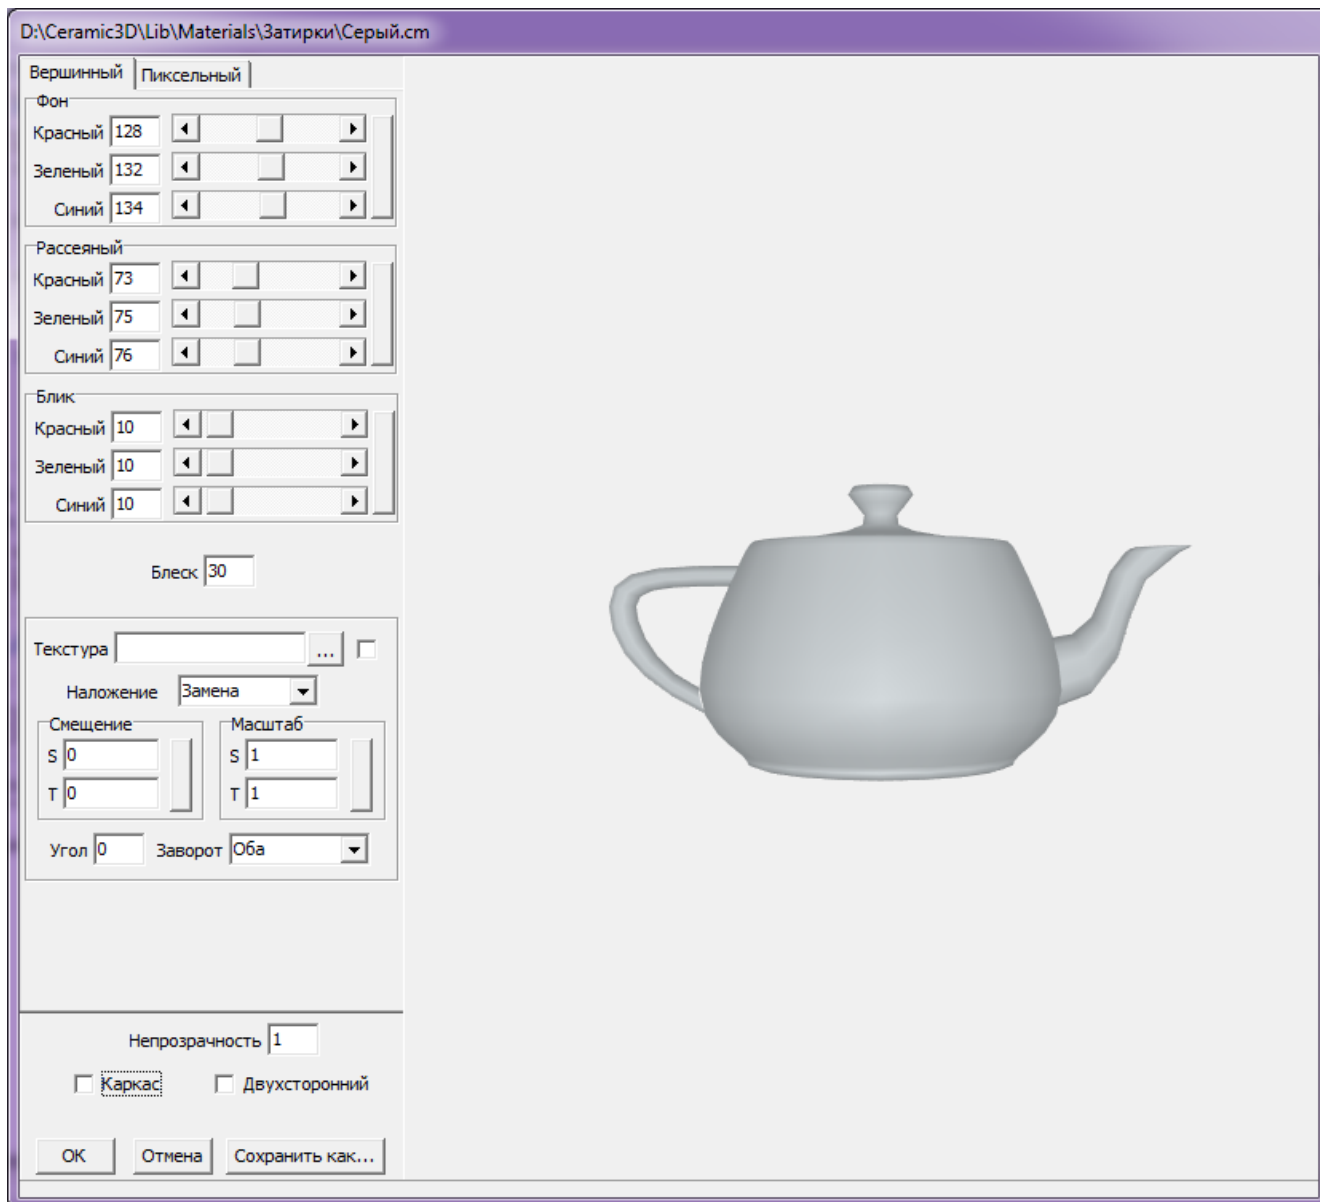 D:\Ceramic3D\Lib\Materials\Затирки\Серый.cm
Вершинный Пиксельный
Фон
Красный 128
Зеленый 132
Синий 134
Рассеяный
Красный 73
Зеленый 75
Синий 76
Блик
Красный 10
Зеленый 10
Синий 10
Блеск 30
Текстура ...
Наложение Замена
Смещение Масштаб
S 0 S 1
T 0 T 1
Угол 0 Заворот Оба
Непрозрачность 1
Каркас Двухсторонний
OK Отмена Сохранить как...